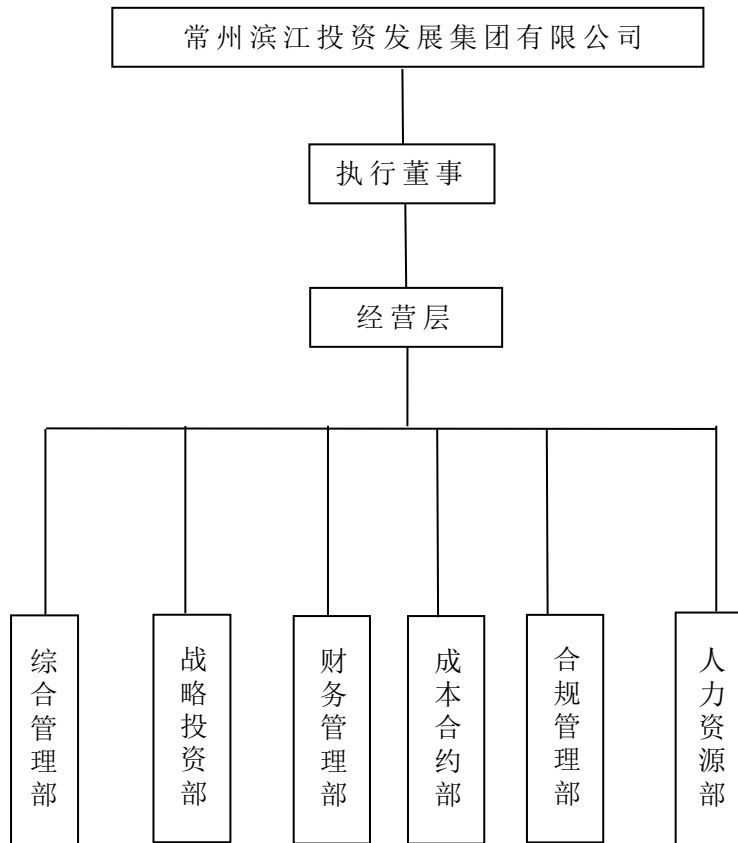 常州滨江投资发展集团有限公司
执行董事
经营层
综合管理部
战略投资部
财务管理部
成本合约部
合规管理部
人力资源部